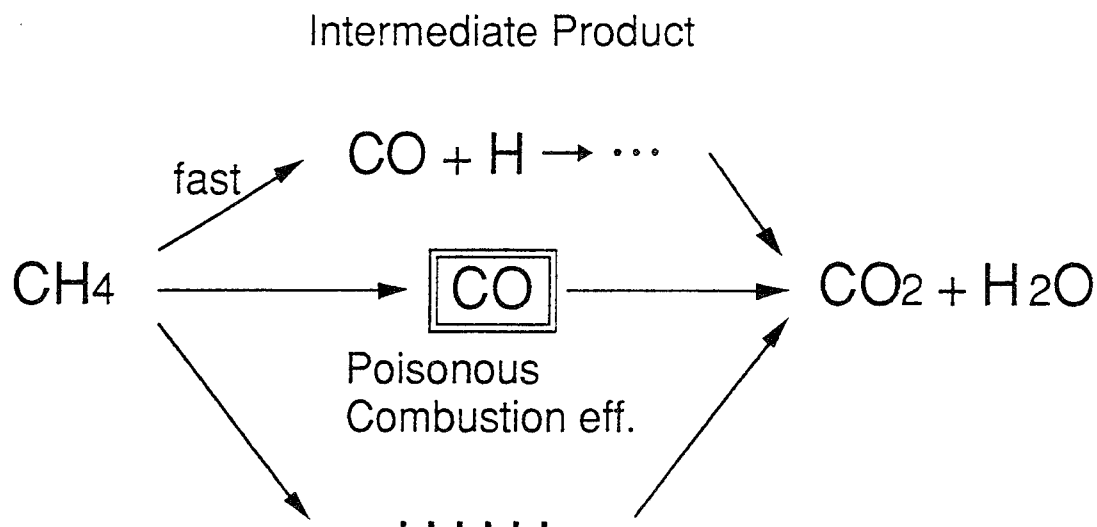 Intermediate Product
CO + H → ···
fast
CH4
CO
CO2 + H2O
Poisonous
Combustion eff.